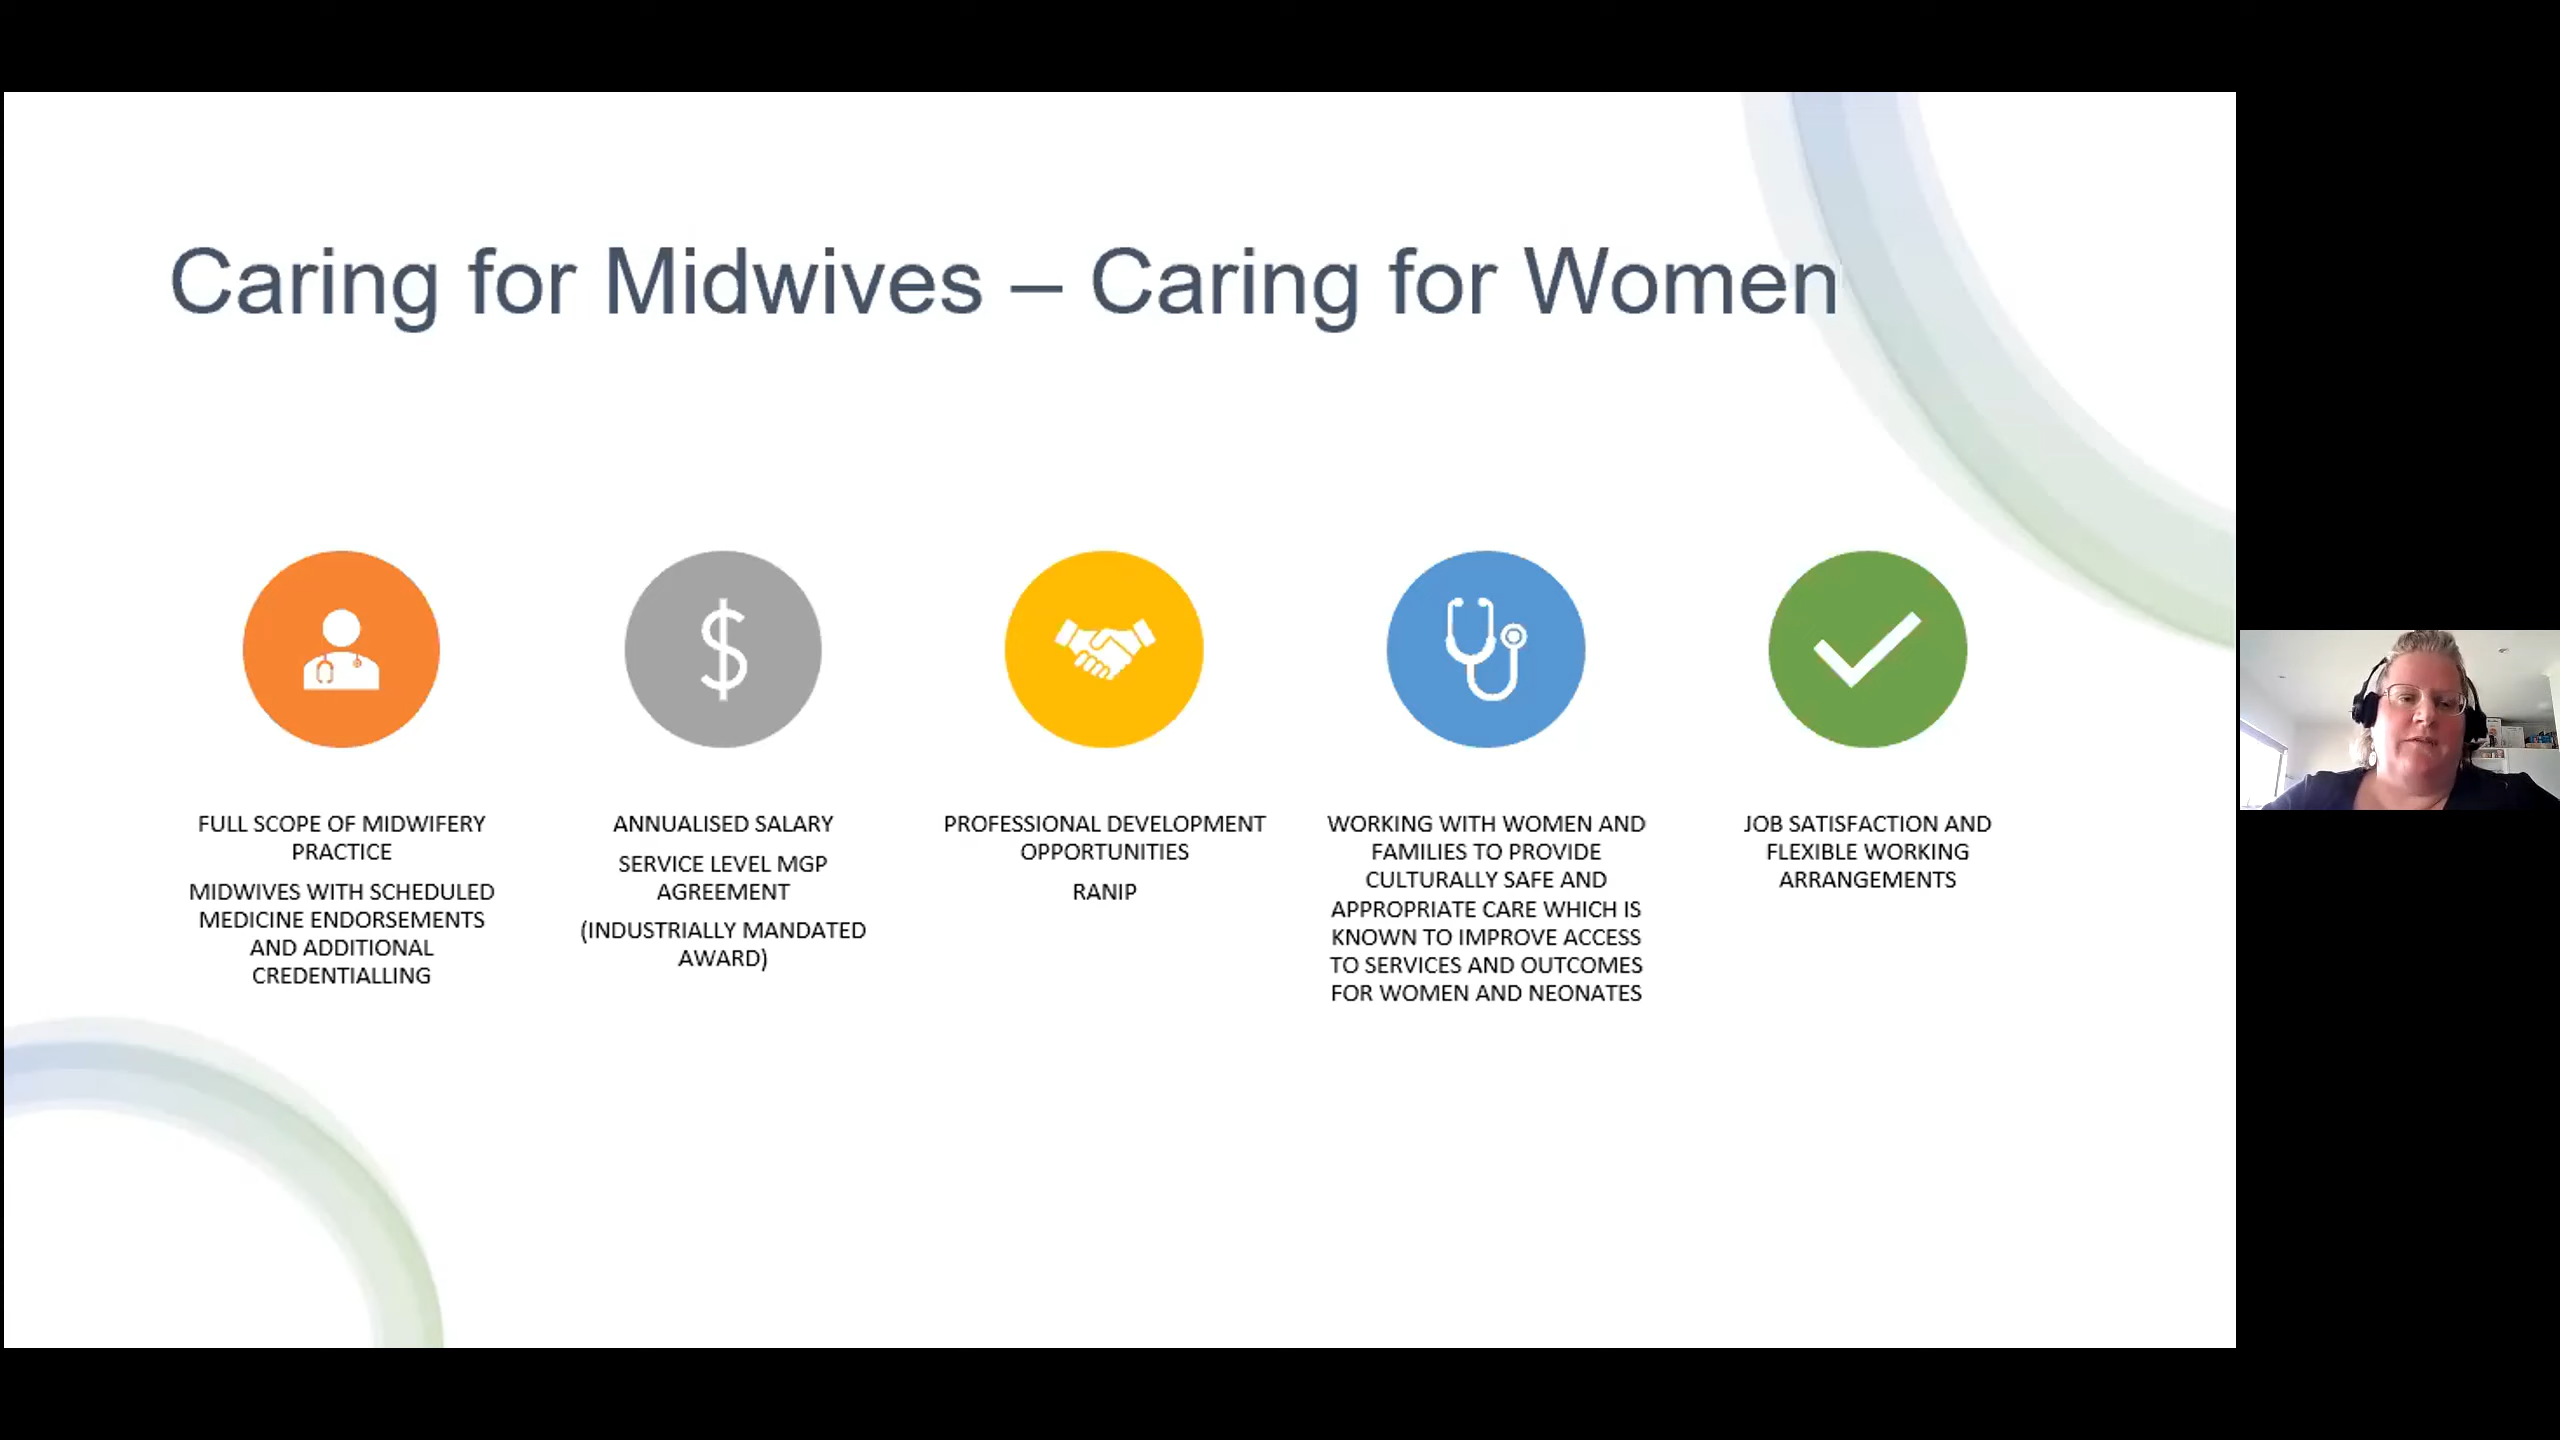 Caring for Midwives – Caring for Women
FULL SCOPE OF MIDWIFERY
PRACTICE
MIDWIVES WITH SCHEDULED
MEDICINE ENDORSEMENTS
AND ADDITIONAL
CREDENTIALLING
ANNUALISED SALARY
SERVICE LEVEL MGP
AGREEMENT
(INDUSTRIALLY MANDATED
AWARD)
PROFESSIONAL DEVELOPMENT
OPPORTUNITIES
RANIP
WORKING WITH WOMEN AND
FAMILIES TO PROVIDE
CULTURALLY SAFE AND
APPROPRIATE CARE WHICH IS
KNOWN TO IMPROVE ACCESS
TO SERVICES AND OUTCOMES
FOR WOMEN AND NEONATES
JOB SATISFACTION AND
FLEXIBLE WORKING
ARRANGEMENTS